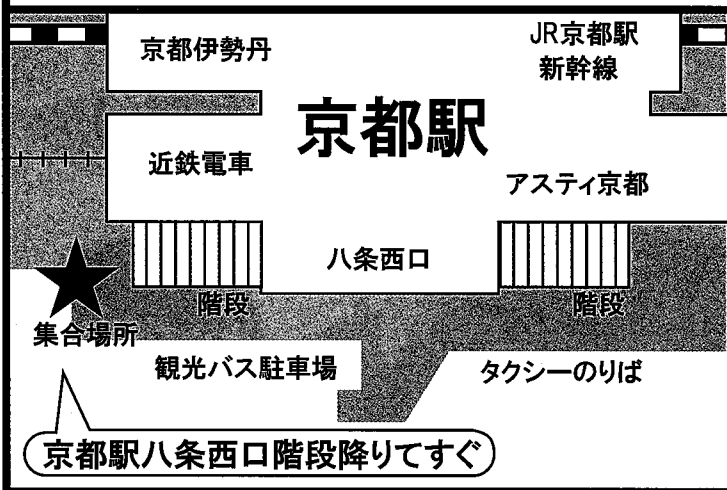 京都伊勢丹
JR京都駅
新幹線
京都駅
近鉄電車
アスティ京都
八条西口
階段
階段
集合場所
観光バス駐車場
タクシーのりば
京都駅八条西口階段降りてすぐ